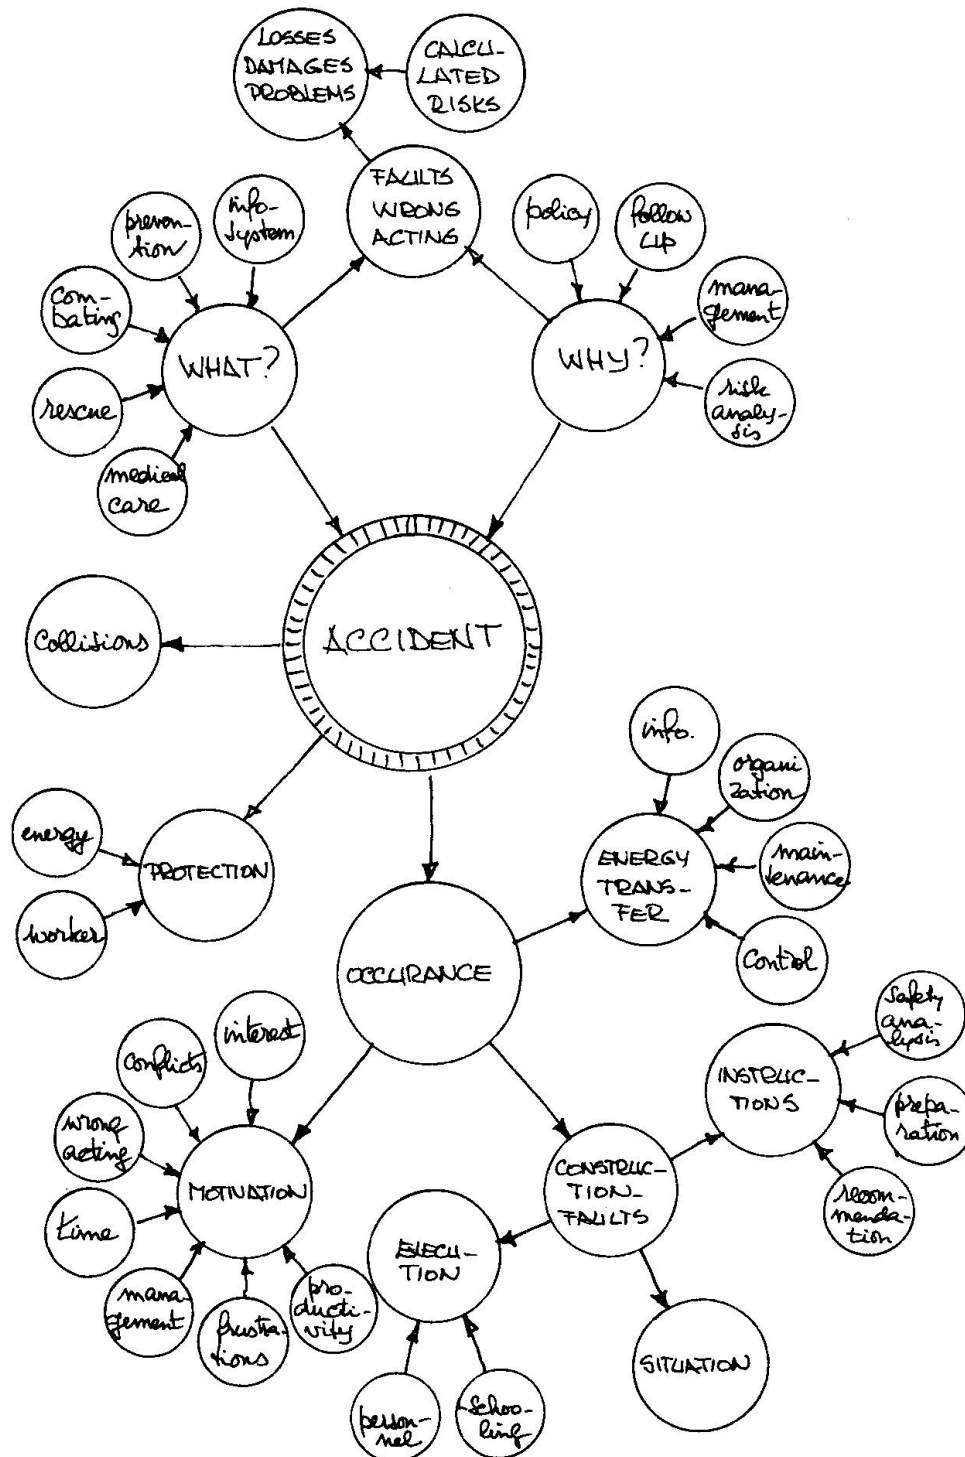 LOSSES
DAMAGES
PROBLEMS
CALCU-
LATED
RISKS
FAULTS
WRONG
ACTING
preven-
tion
info-
system
policy
follow
up
com-
bating
mana-
gement
WHAT?
WHY?
rescue
risk
analy-
sis
medical
care
ACCIDENT
Collisions
info.
organi
zation
energy
PROTECTION
ENERGY
TRANS-
FER
main-
tenance
worker
Control
OCCURANCE
safety
ana-
lysis
interest
conflicts
INSTRUC-
TIONS
prepa-
ration
wrong
acting
MOTIVATION
CONSTRUC-
TION-
FAULTS
recom-
menda-
tion
time
EXECU-
TION
mana-
gement
frustra-
tions
pro-
ducti-
vity
SITUATION
person-
nel
schoo-
ling